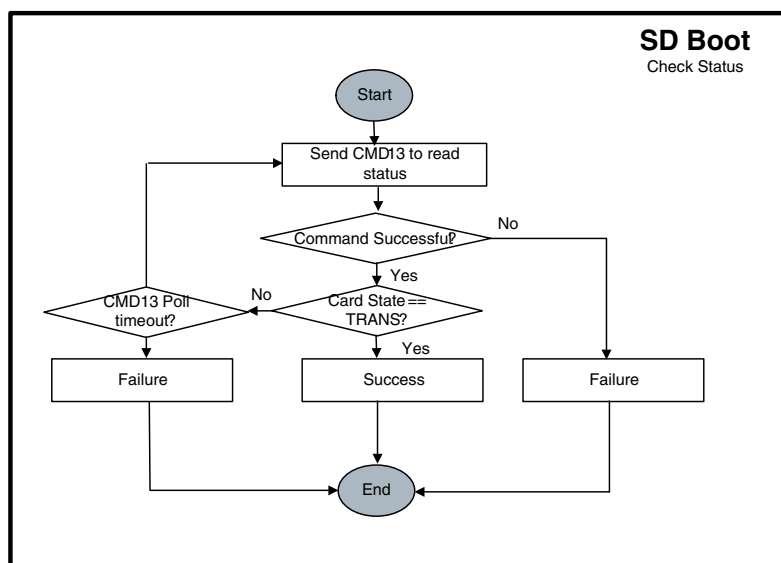 SD Boot
Check Status
Start
Send CMD13 to read
status
Command Successful?
No
Yes
CMD13 Poll
timeout?
No
Card State ==
TRANS?
Yes
Failure
Success
Failure
End